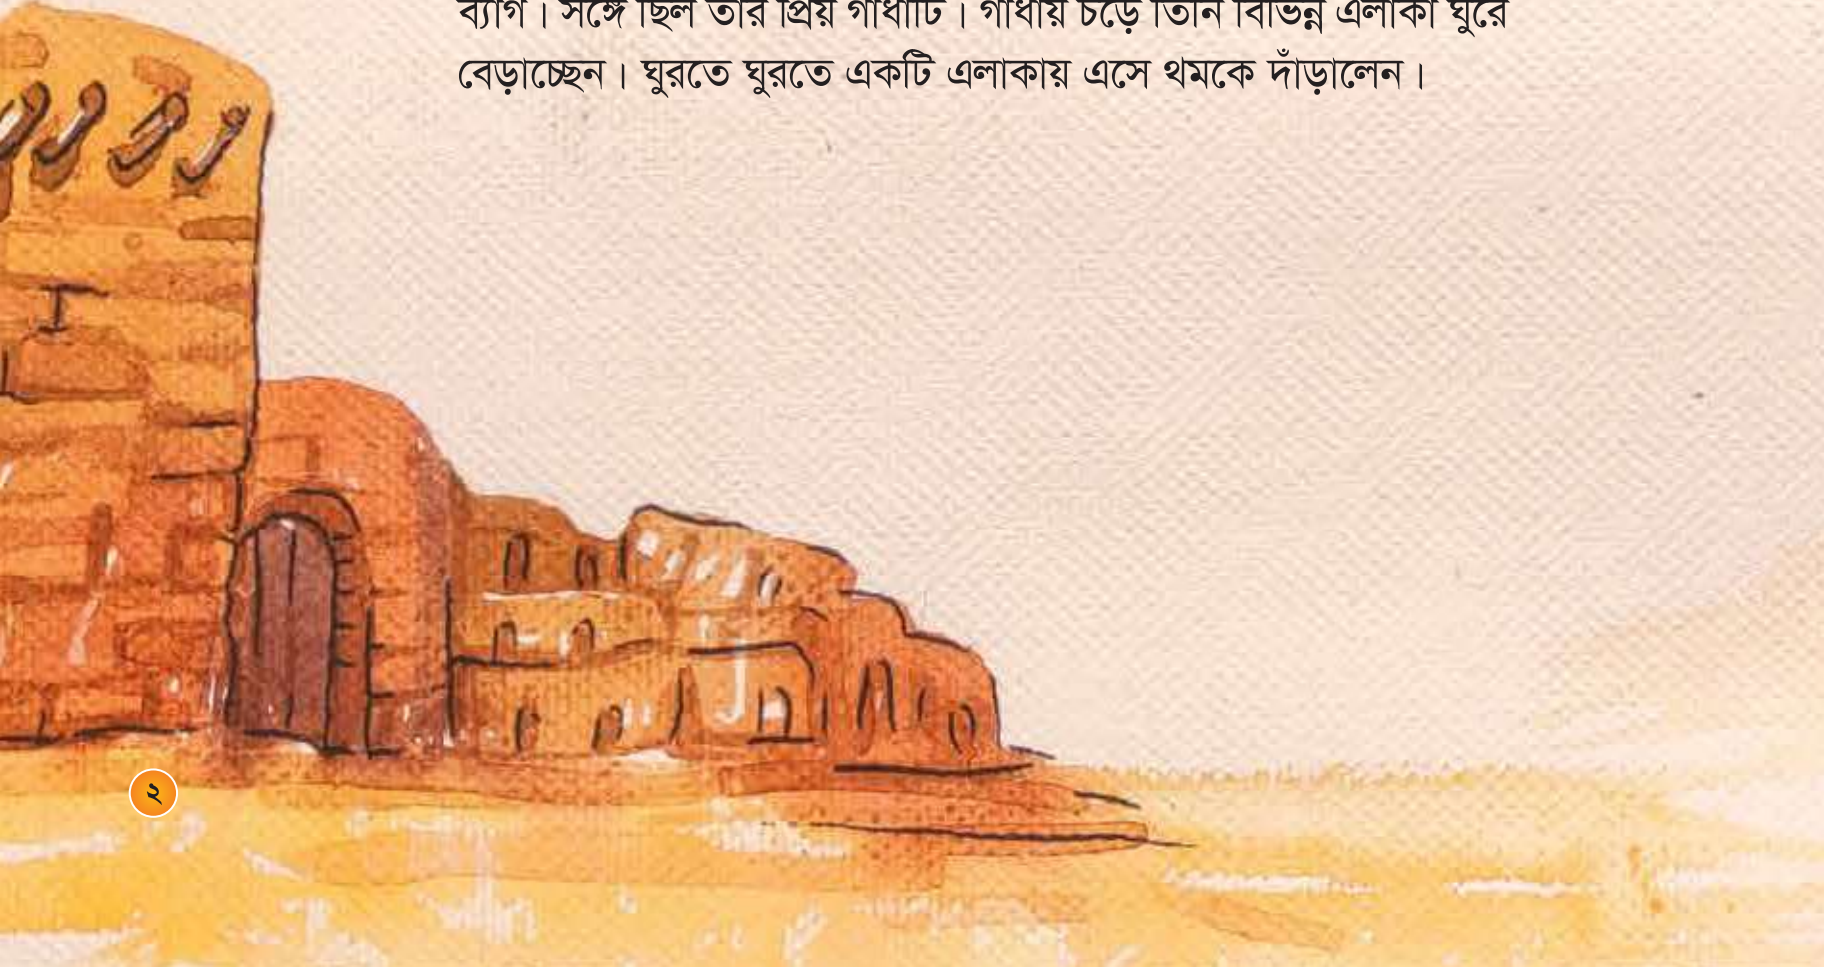 ব্যাগ। সঙ্গে ছিল তার প্রিয় গাধাটি। গাধায় চড়ে তিনি বিভিন্ন এলাকা ঘুরে
বেড়াচ্ছেন। ঘুরতে ঘুরতে একটি এলাকায় এসে থমকে দাঁড়ালেন।
২